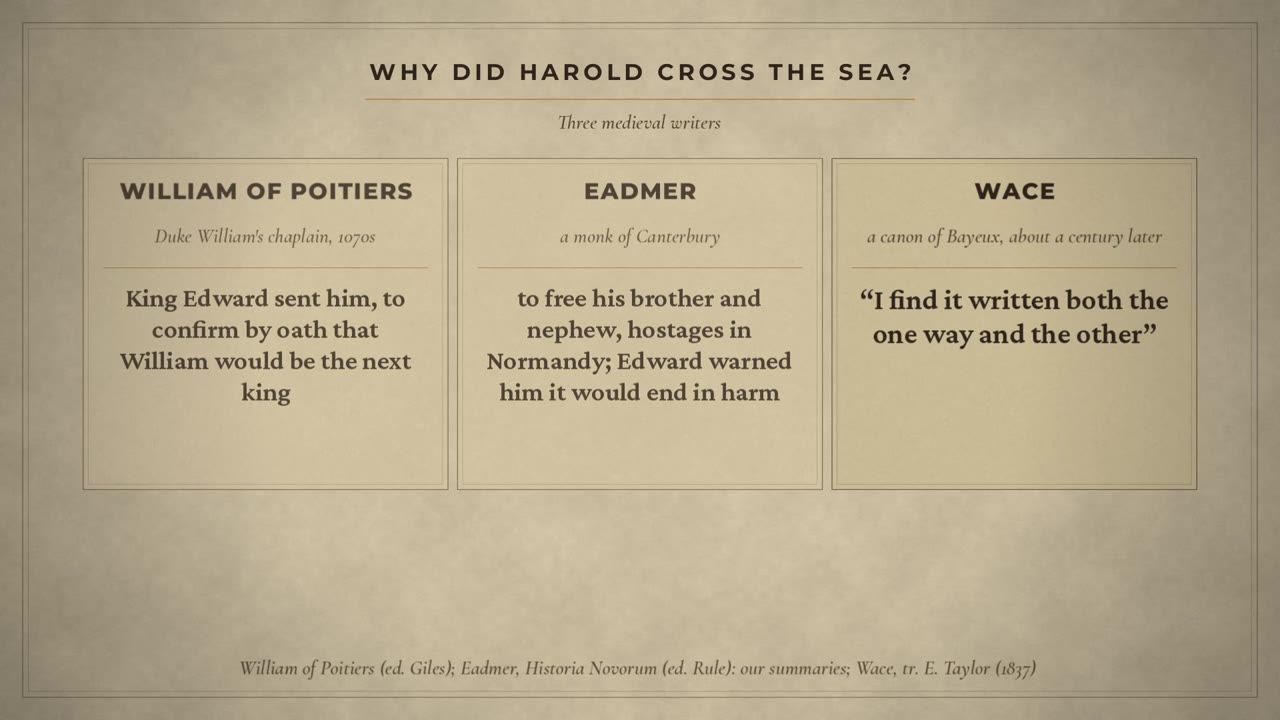 WHY DID HAROLD CROSS THE SEA?
Three medieval writers
WILLIAM OF POITIERS
Duke William's chaplain, 1070s
King Edward sent him, to
confirm by oath that
William would be the next
king
EADMER
a monk of Canterbury
to free his brother and
nephew, hostages in
Normandy; Edward warned
him it would end in harm
WACE
a canon of Bayeux, about a century later
“I find it written both the
one way and the other”
William of Poitiers (ed. Giles); Eadmer, Historia Novorum (ed. Rule): our summaries; Wace, tr. E. Taylor (1837)